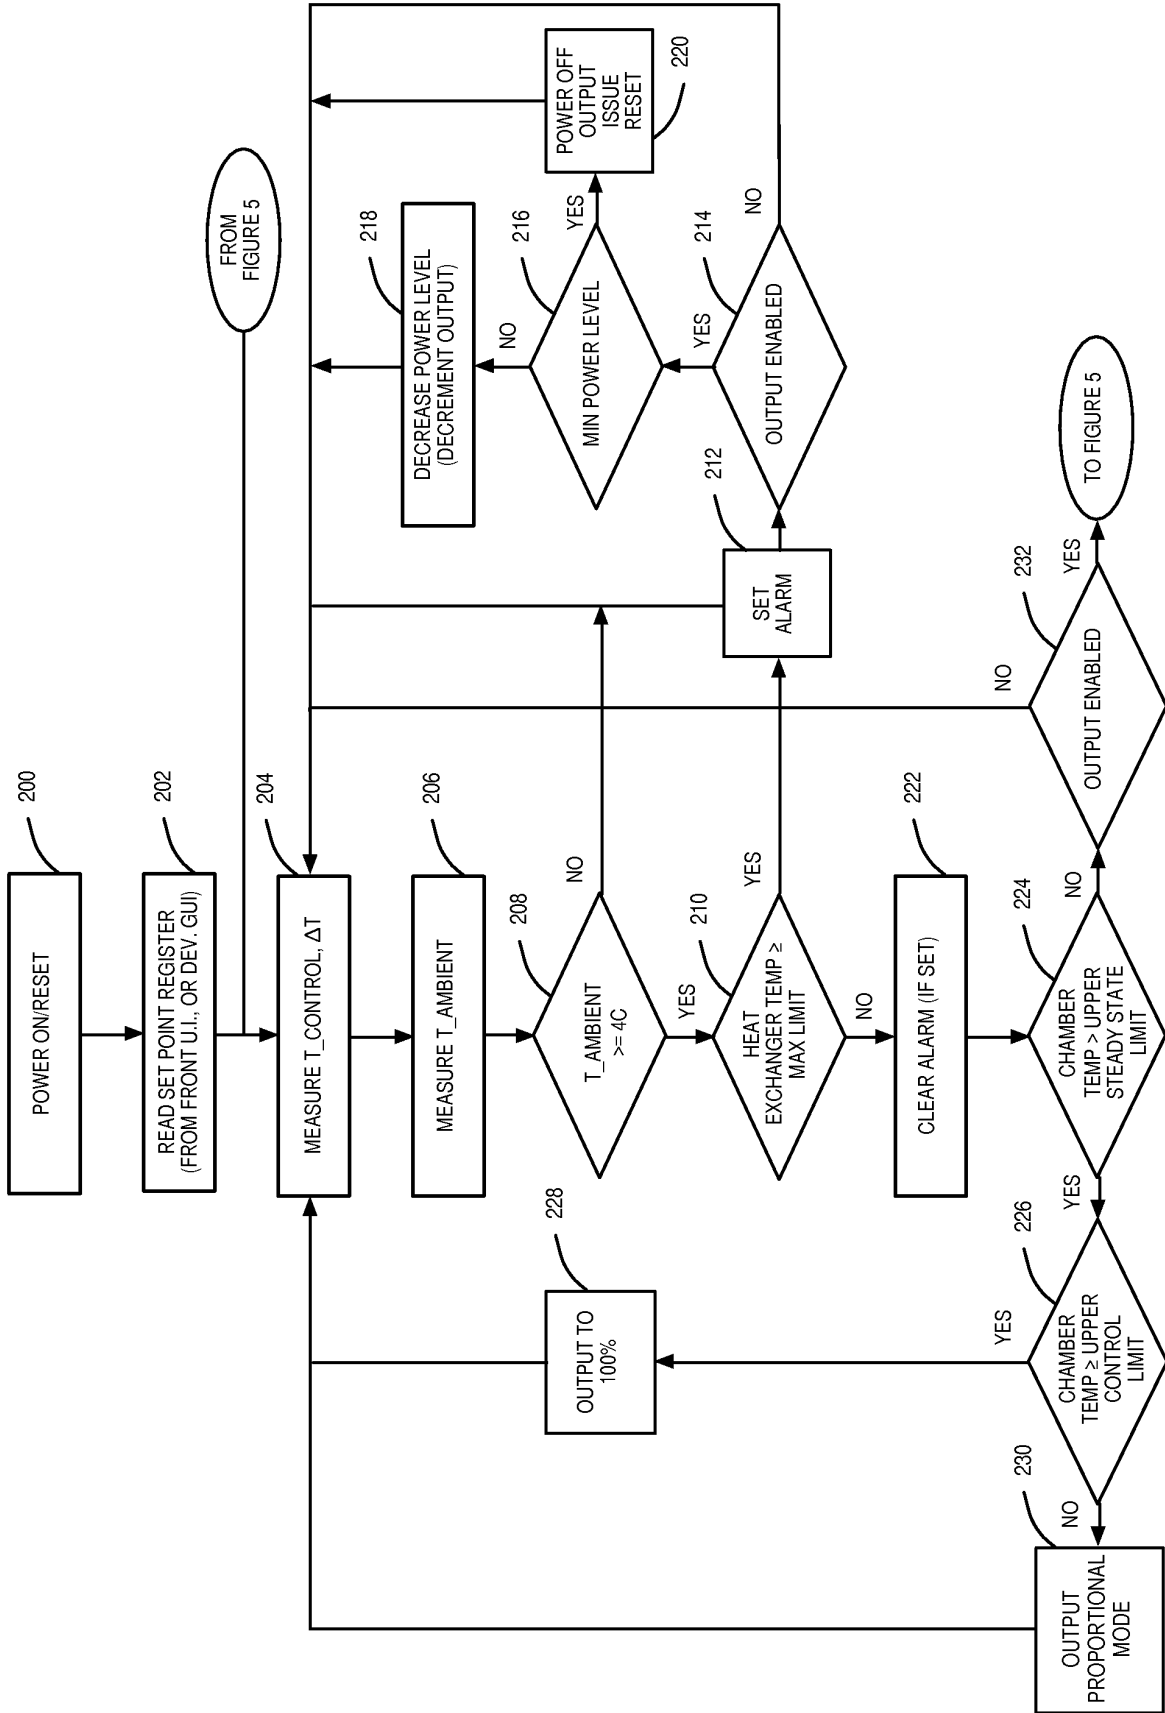 POWER ON/RESET
200
READ SET POINT REGISTER
(FROM FRONT U.I., OR DEV. GUI)
202
FROM
FIGURE 5
MEASURE T_CONTROL, ΔT
204
MEASURE T_AMBIENT
206
T_AMBIENT
>= 4C
208
NO
YES
HEAT
EXCHANGER TEMP ≥
MAX LIMIT
210
YES
NO
SET
ALARM
212
OUTPUT ENABLED
214
YES
NO
MIN POWER LEVEL
216
NO
YES
DECREASE POWER LEVEL
(DECREMENT OUTPUT)
218
POWER OFF
OUTPUT
ISSUE
RESET
220
CLEAR ALARM (IF SET)
222
CHAMBER
TEMP > UPPER
STEADY STATE
LIMIT
224
YES
NO
CHAMBER
TEMP ≥ UPPER
CONTROL
LIMIT
226
YES
NO
OUTPUT TO
100%
228
OUTPUT
PROPORTIONAL
MODE
230
OUTPUT ENABLED
232
NO
YES
TO FIGURE 5